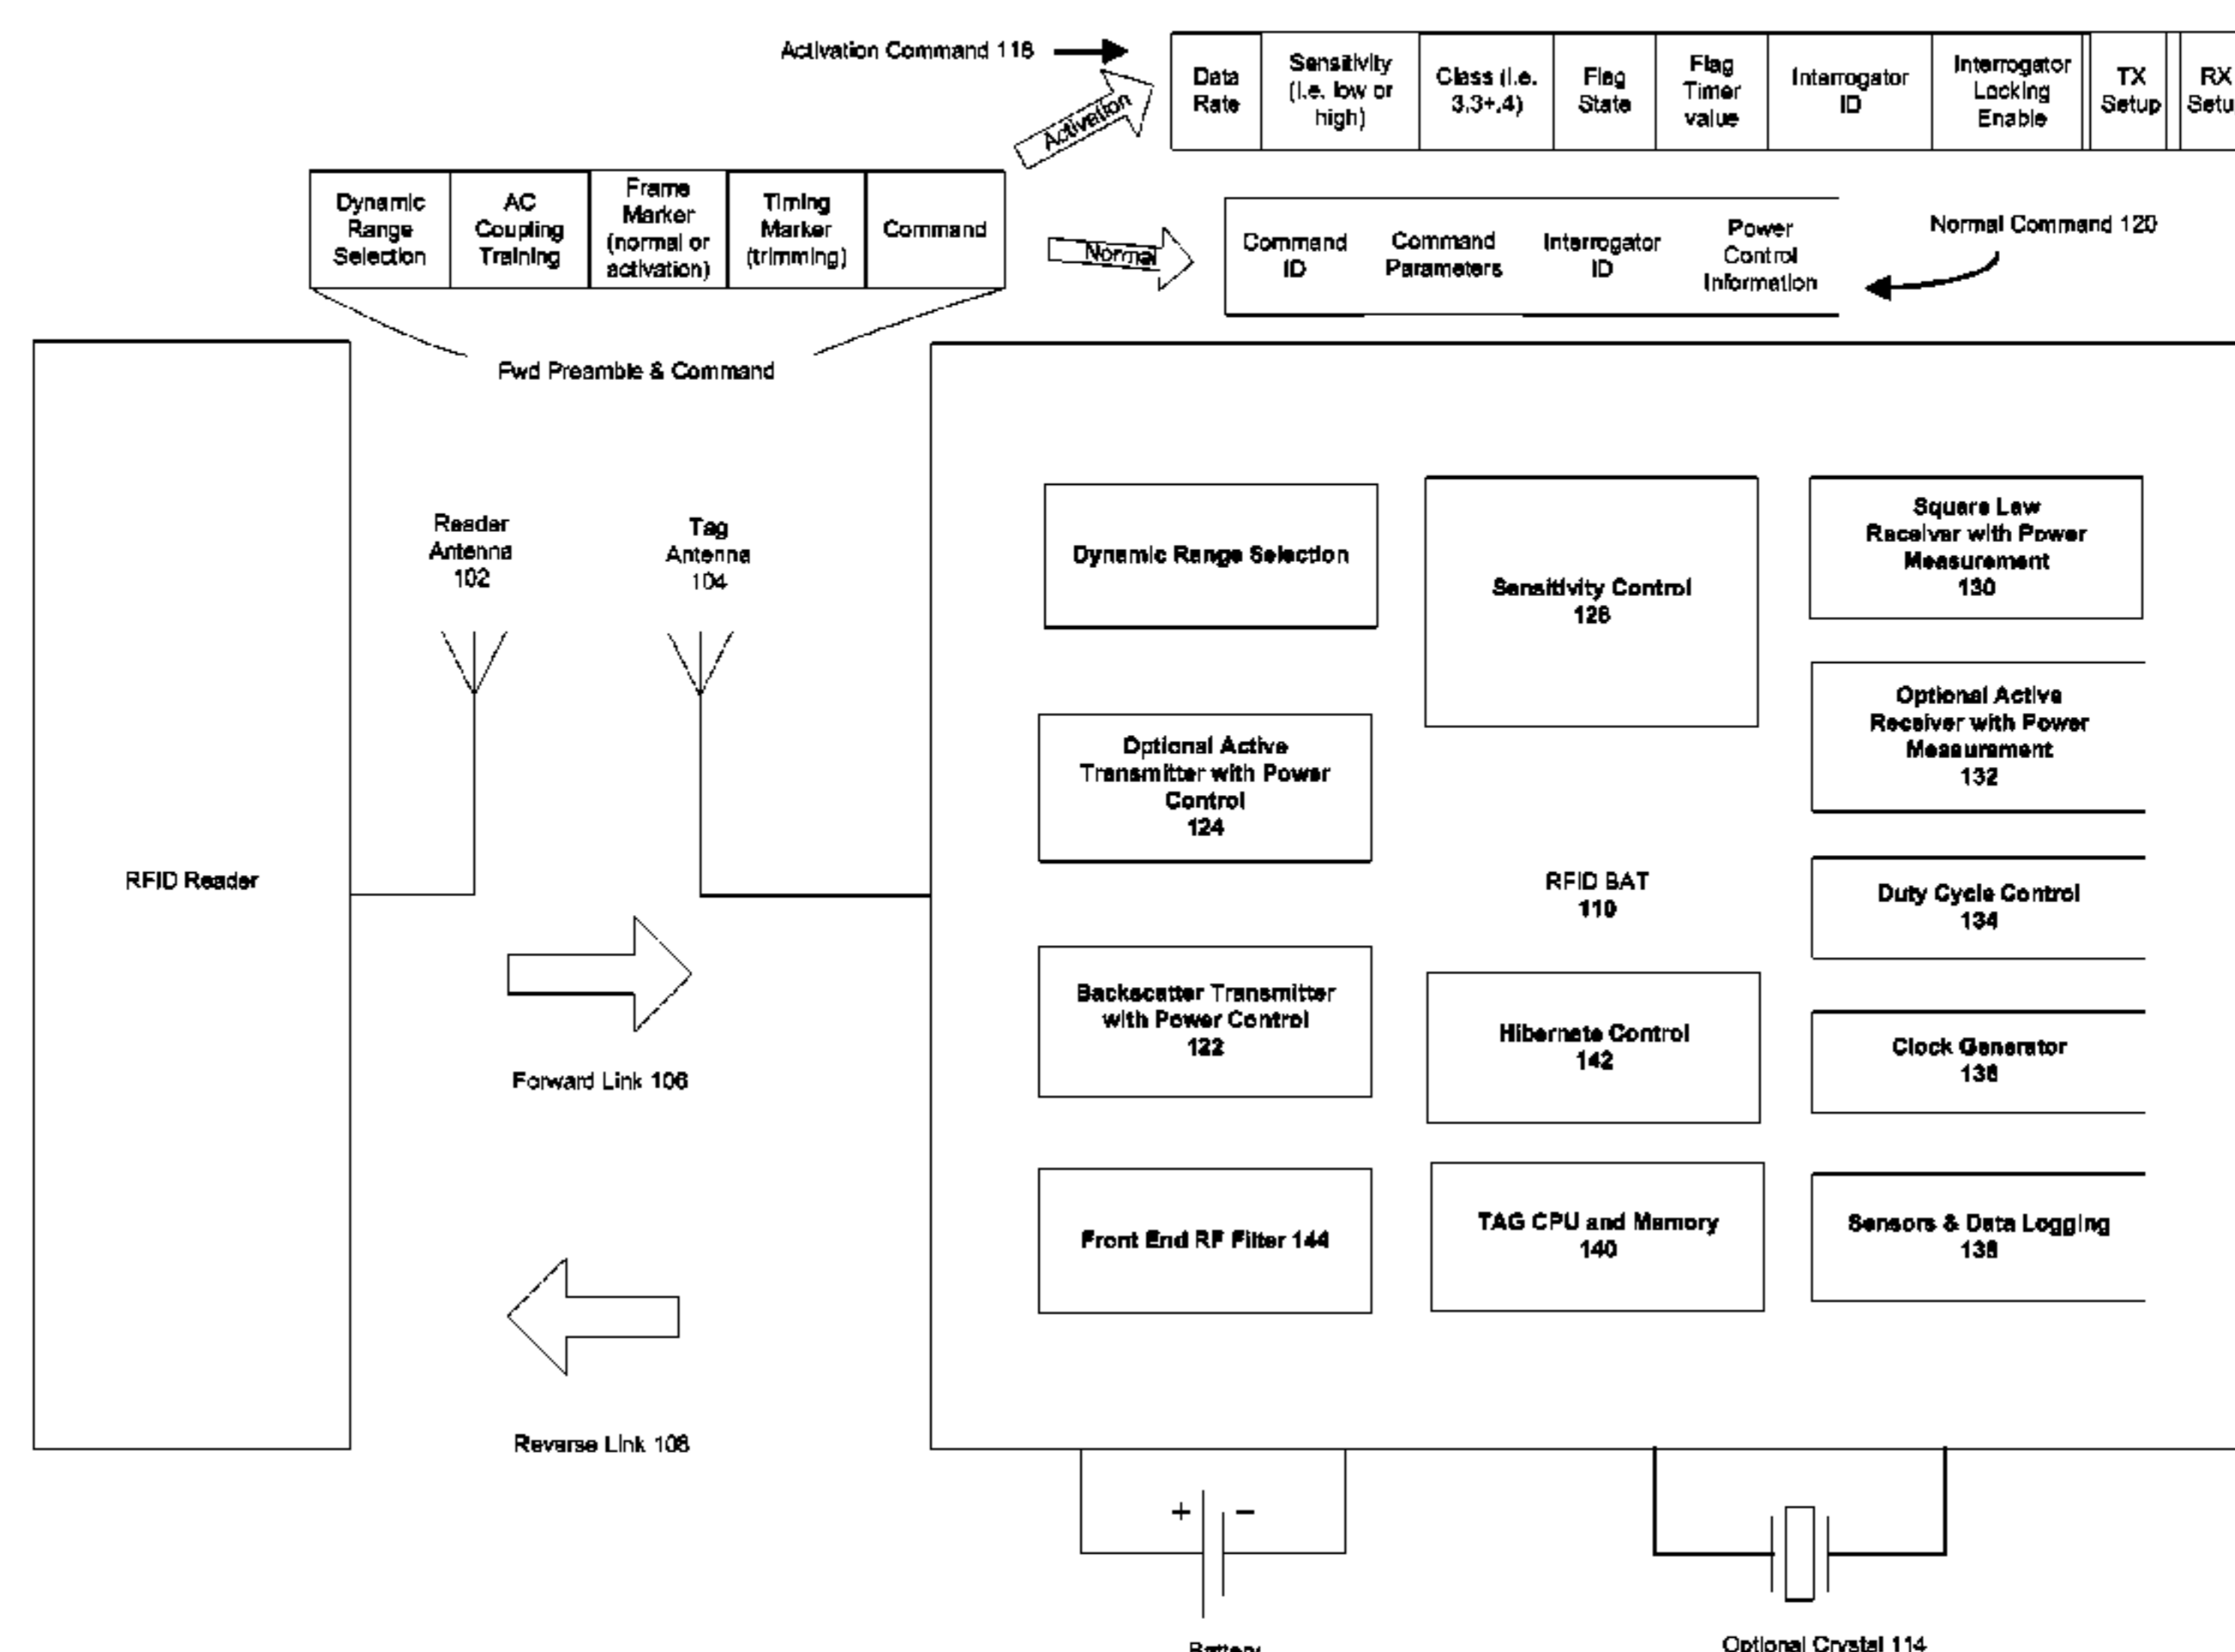 Activation Command 118
Data
Rate
Sensitivity
(i.e. low or
high)
Class (i.e.
3,3+,4)
Flag
State
Flag
Timer
value
Interrogator
ID
Interrogator
Locking
Enable
TX
Setup
RX
Activation
Dynamic
Range
Selection
AC
Coupling
Training
Frame
Marker
(normal or
activation)
Timing
Marker
(trimming)
Command
Normal
Command
ID
Command
Parameters
Interrogator
ID
Power
Control
Information
Normal Command 120
Fwd Preamble & Command
RFID Reader
Reader
Antenna
102
Tag
Antenna
104
Forward Link 106
Reverse Link 108
Dynamic Range Selection
Optional Active
Transmitter with Power
Control
124
Backscatter Transmitter
with Power Control
122
Front End RF Filter 144
Sensitivity Control
128
RFID BAT
110
Hibernate Control
142
TAG CPU and Memory
140
Square Law
Receiver with Power
Measurement
130
Optional Active
Receiver with Power
Measurement
132
Duty Cycle Control
134
Clock Generator
Sensors & Data Logging
138
+ −
Battery
Optional Crystal 114